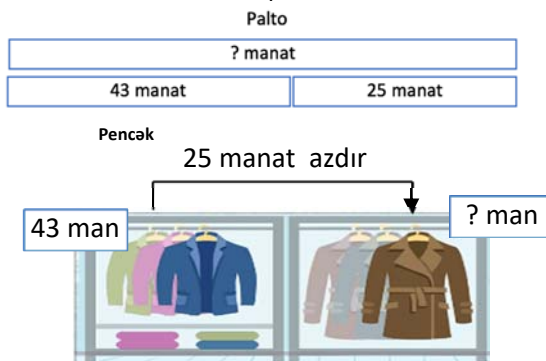 Palto
? manat
43 manat 25 manat
Pencək
25 manat azdır
43 man
? man